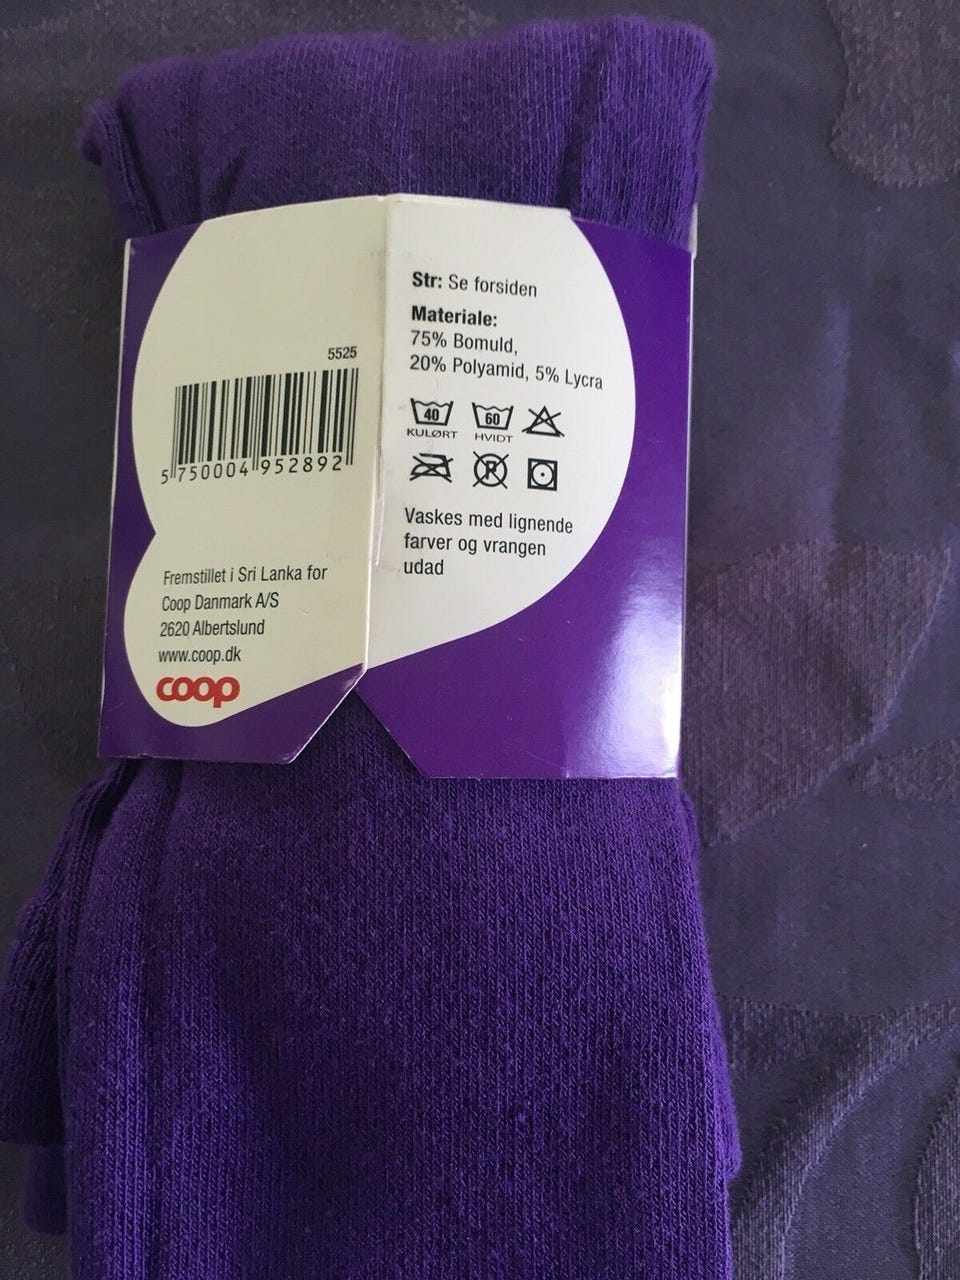 5525
5 750004 952892
Fremstillet i Sri Lanka for
Coop Danmark A/S
2620 Albertslund
www.coop.dk
coop
Str: Se forsiden
Materiale:
75% Bomuld,
20% Polyamid, 5% Lycra
40 60
KULØRT HVIDT
P
Vaskes med lignende
farver og vrangen
udad